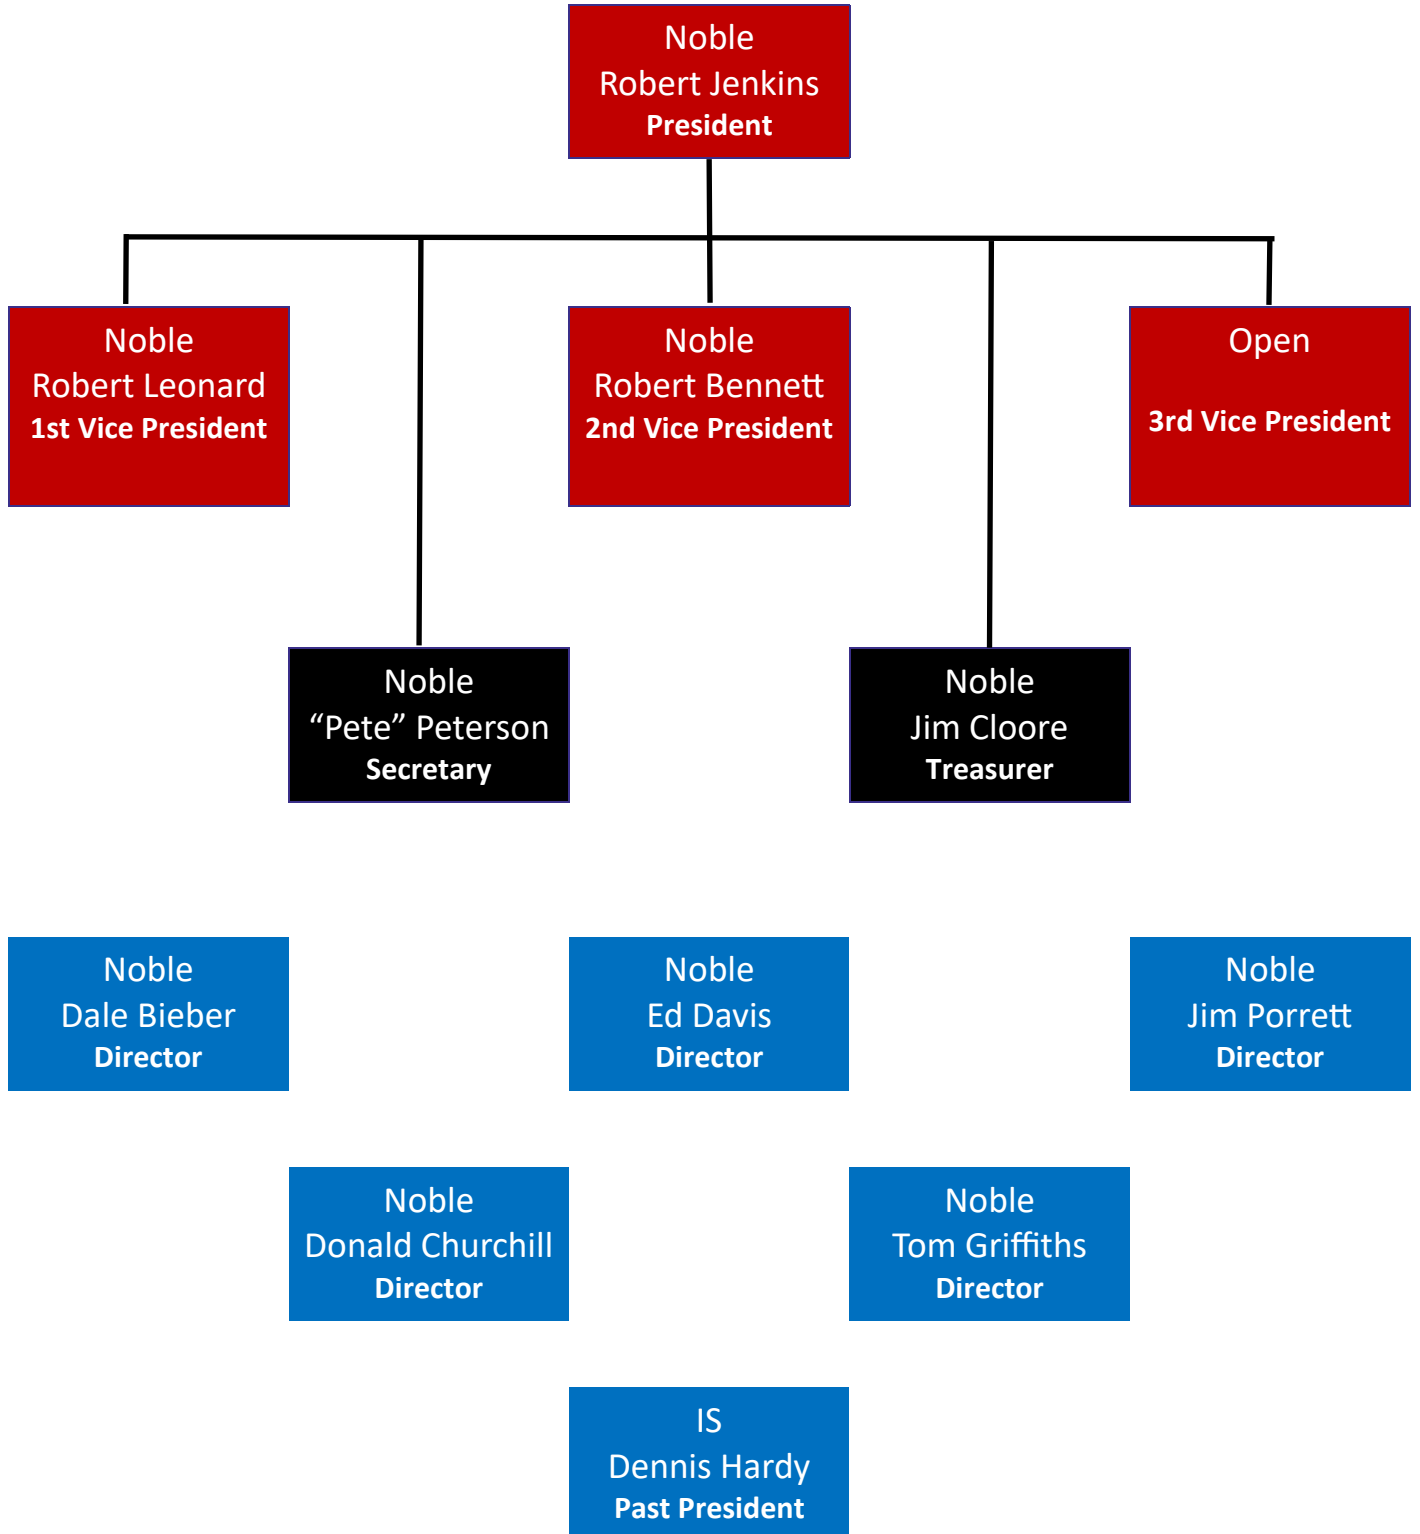 Noble
Robert Jenkins
President
Noble
Robert Leonard
1st Vice President
Noble
Robert Bennett
2nd Vice President
Open
3rd Vice President
Noble
“Pete” Peterson
Secretary
Noble
Jim Cloore
Treasurer
Noble
Dale Bieber
Director
Noble
Ed Davis
Director
Noble
Jim Porrett
Director
Noble
Donald Churchill
Director
Noble
Tom Griffiths
Director
IS
Dennis Hardy
Past President